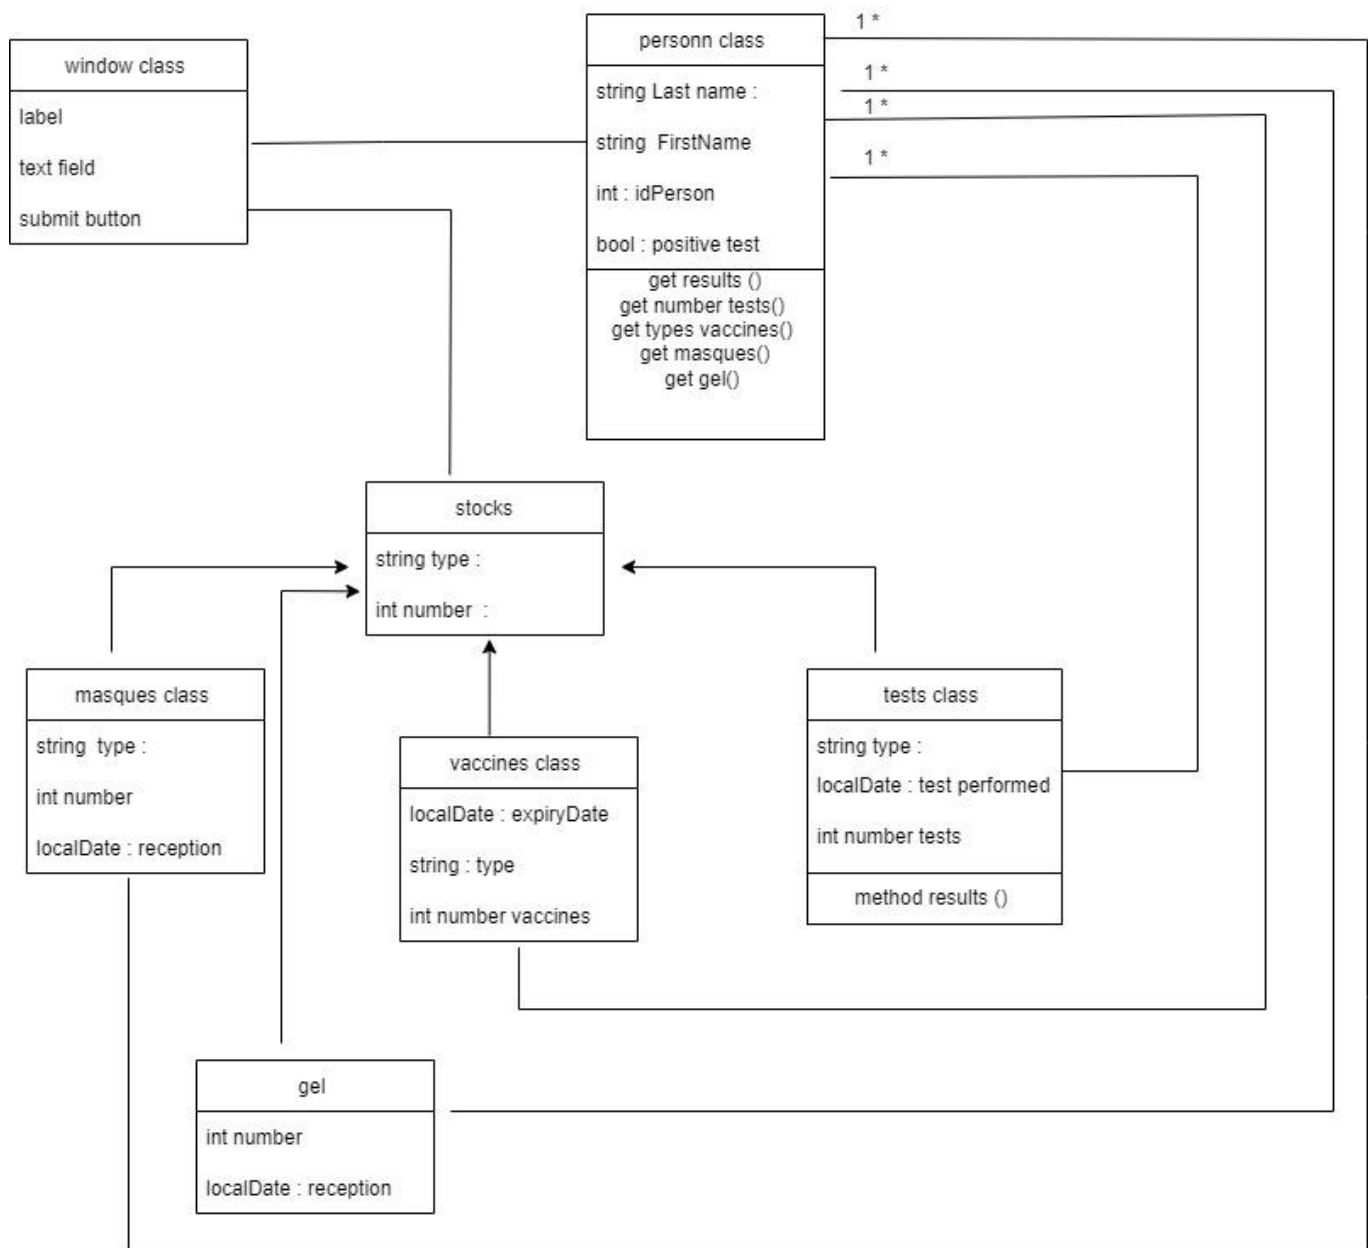 window class
label
text field
submit button
personn class
string Last name :
string FirstName
int : idPerson
bool : positive test
get results ()
get number tests()
get types vaccines()
get masques()
get gel()
1 *
1 *
1 *
1 *
stocks
string type :
int number :
masques class
string type :
int number
localDate : reception
vaccines class
localDate : expiryDate
string : type
int number vaccines
tests class
string type :
localDate : test performed
int number tests
method results ()
gel
int number
localDate : reception